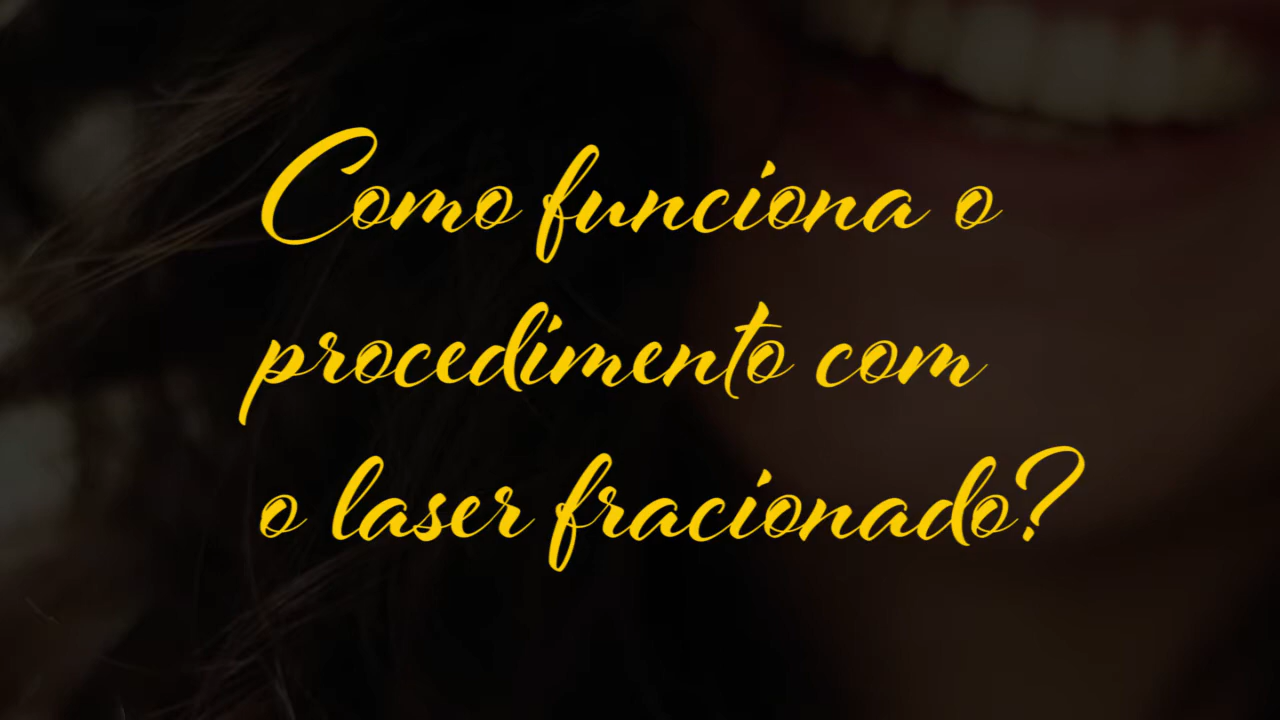 Como funciona o
procedimento com
o laser fracionado?